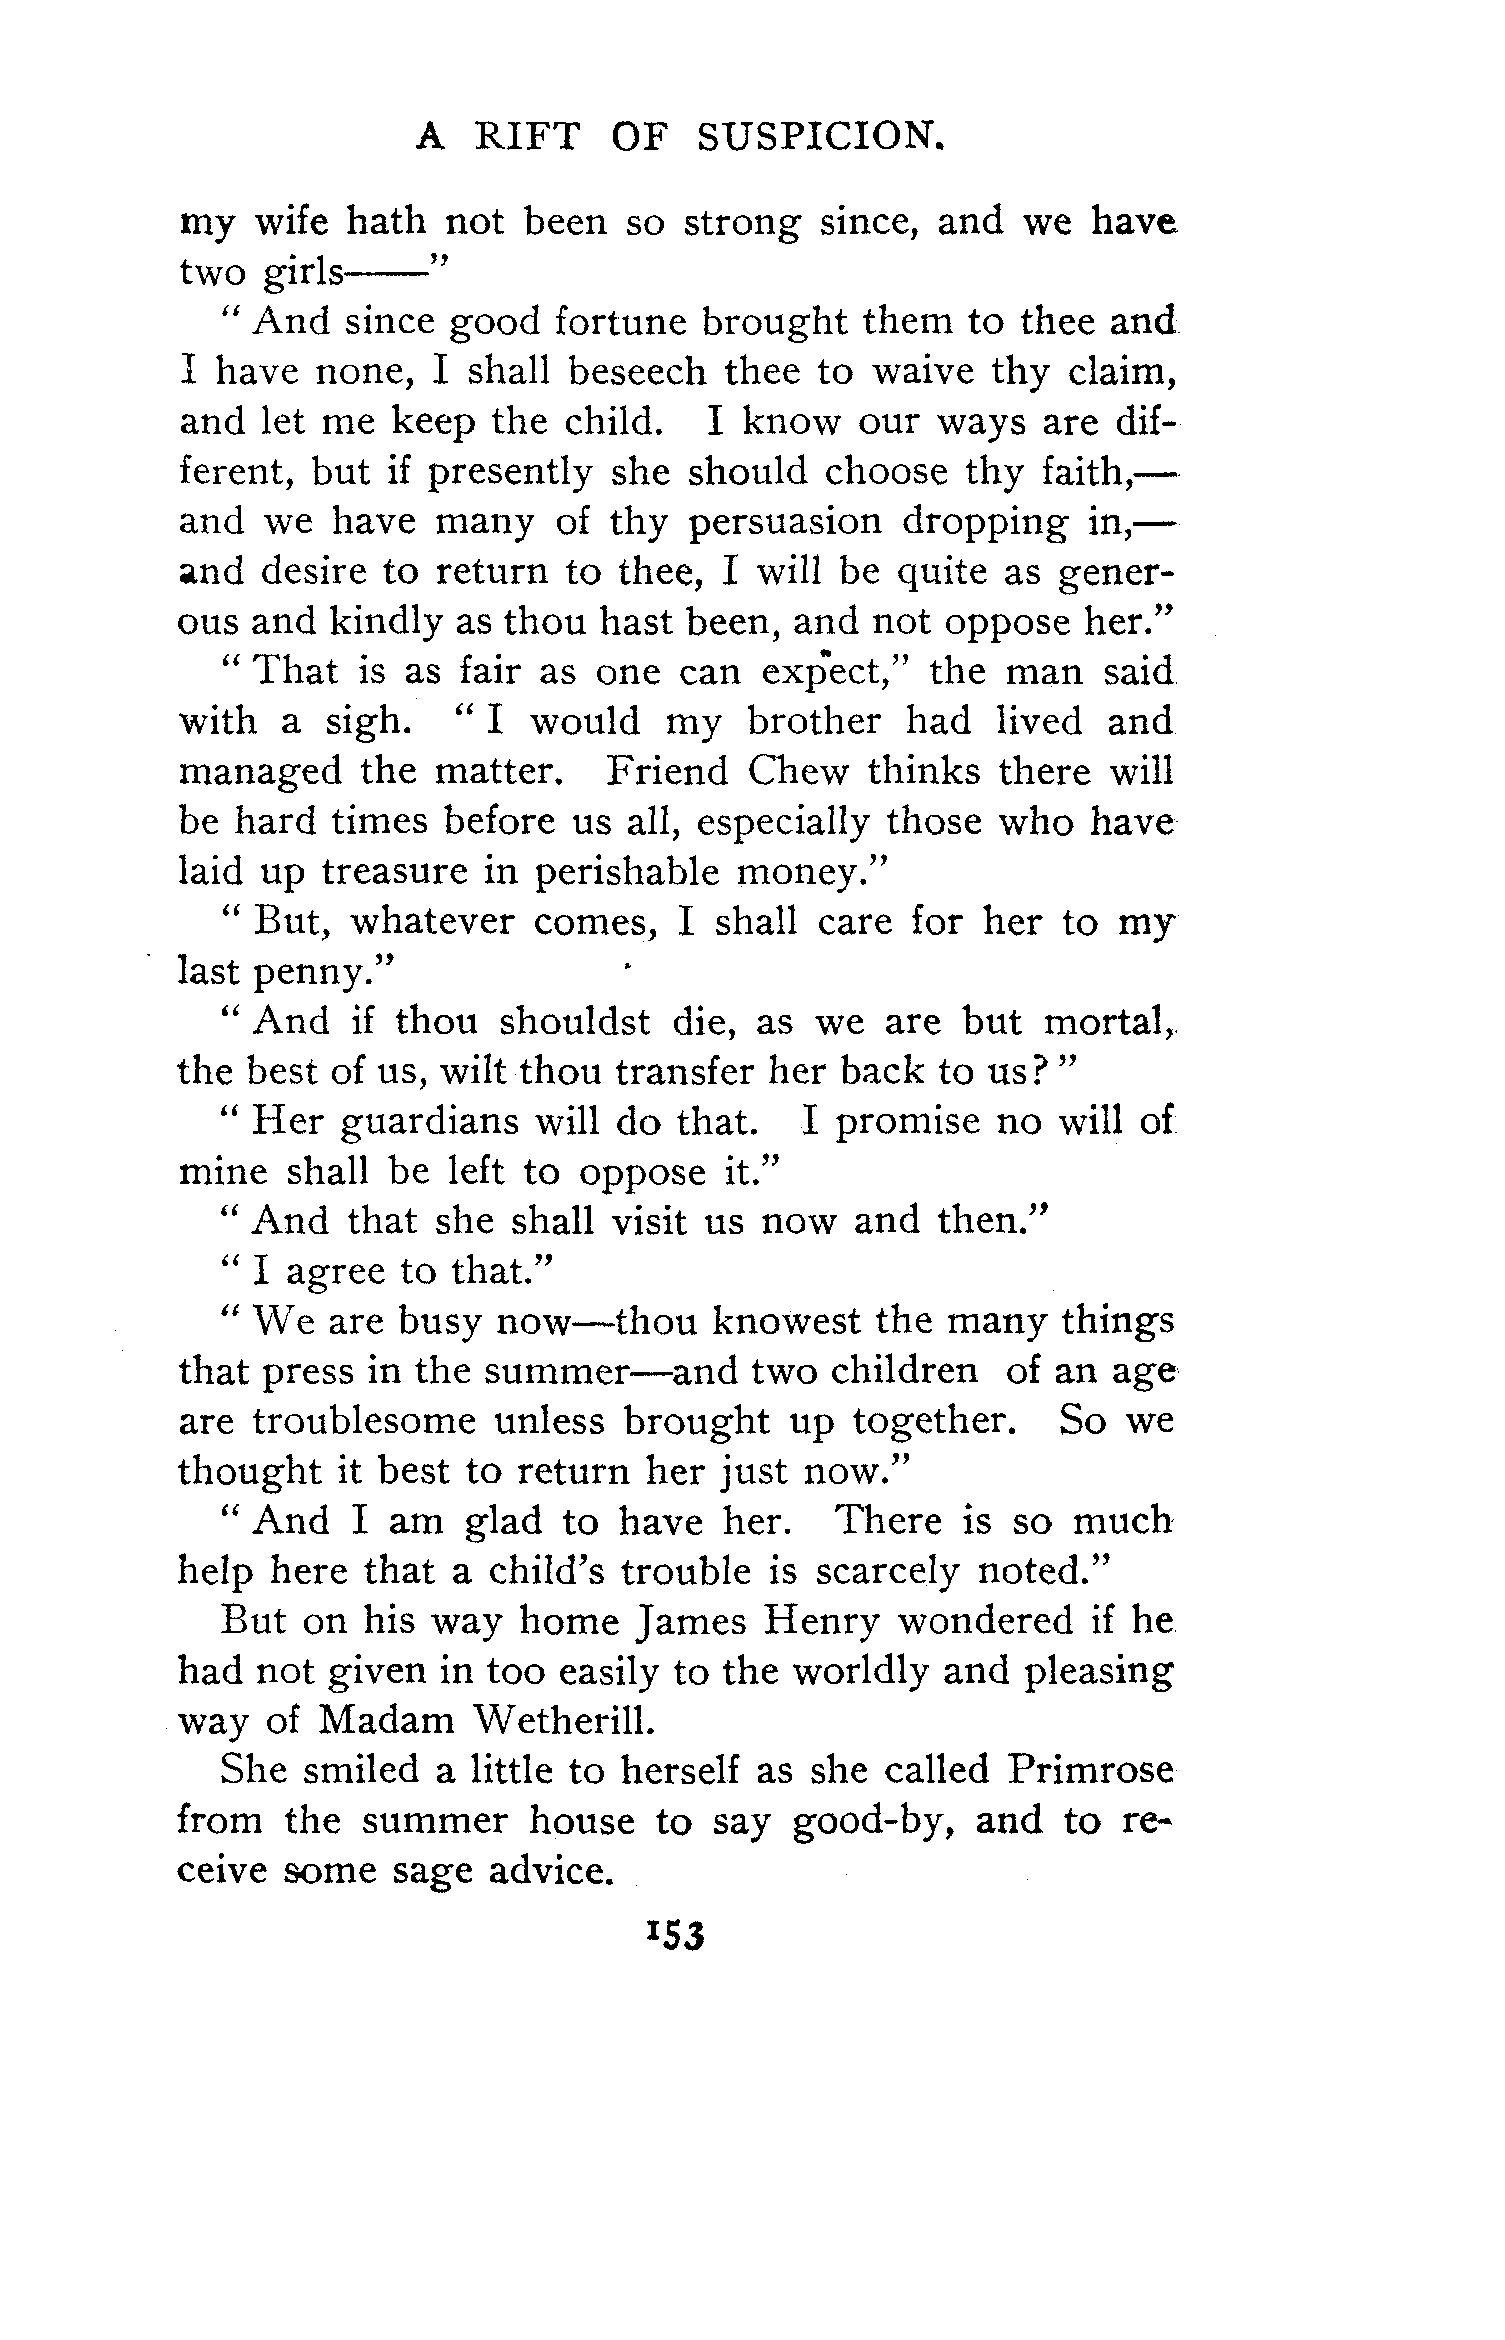 A RIFT OF SUSPICION.
my wife hath not been so strong since, and we have
two girls——"
" And since good fortune brought them to thee and
I have none, I shall beseech thee to waive thy claim,
and let me keep the child. I know our ways are dif-
ferent, but if presently she should choose thy faith,—
and we have many of thy persuasion dropping in,—
and desire to return to thee, I will be quite as gener-
ous and kindly as thou hast been, and not oppose her."
" That is as fair as one can expect," the man said
with a sigh. " I would my brother had lived and
managed the matter. Friend Chew thinks there will
be hard times before us all, especially those who have
laid up treasure in perishable money."
" But, whatever comes, I shall care for her to my
last penny."
" And if thou shouldst die, as we are but mortal,
the best of us, wilt thou transfer her back to us? "
" Her guardians will do that. I promise no will of
mine shall be left to oppose it."
" And that she shall visit us now and then."
" I agree to that."
" We are busy now—thou knowest the many things
that press in the summer—and two children of an age
are troublesome unless brought up together. So we
thought it best to return her just now."
" And I am glad to have her. There is so much
help here that a child's trouble is scarcely noted."
But on his way home James Henry wondered if he
had not given in too easily to the worldly and pleasing
way of Madam Wetherill.
She smiled a little to herself as she called Primrose
from the summer house to say good-by, and to re-
ceive some sage advice.
153